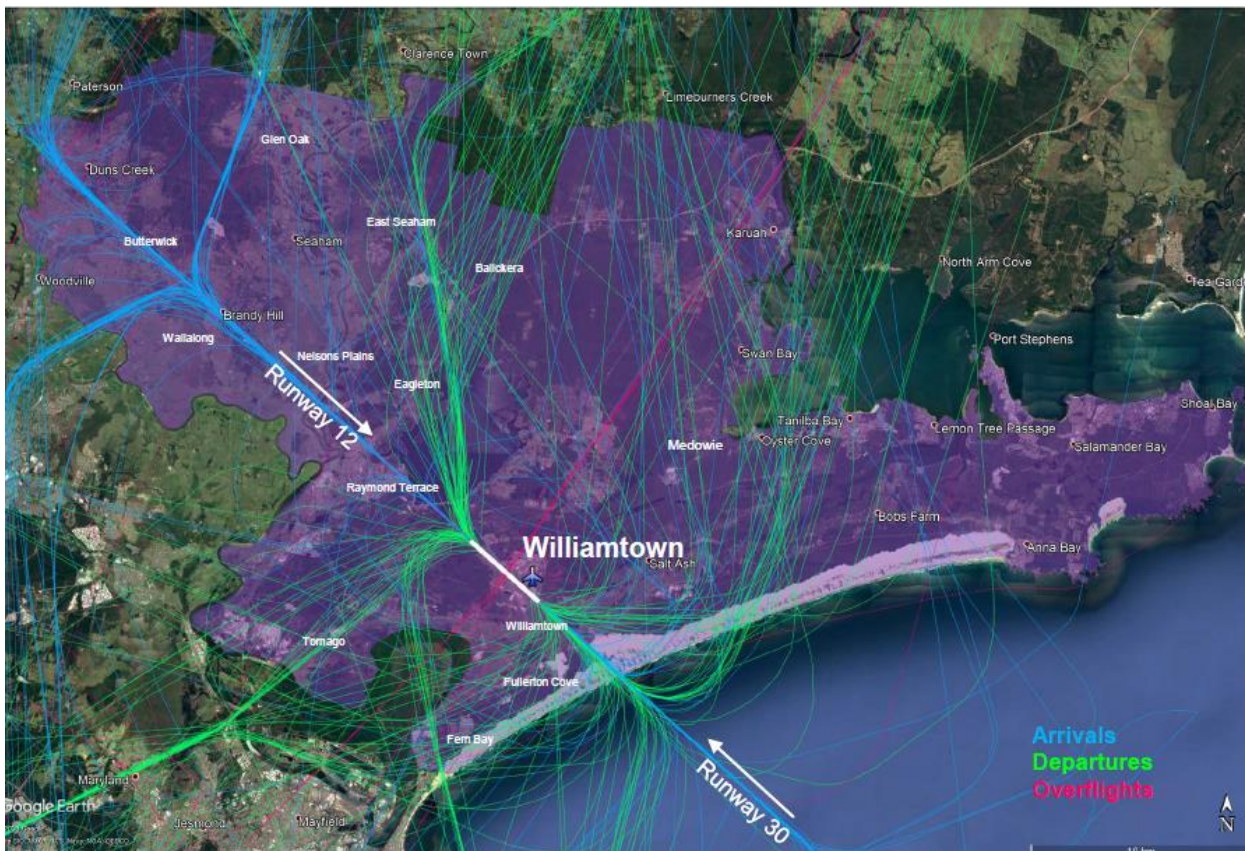 Clarence Town
Paterson
Limeburners Creek
Glen Oak
Duns Creek
East Seaham
Karuah
Butterwick
Seaham
Balickera
North Arm Cove
Woodville
Tea Gard
Brandy Hill
Wallalong
Port Stephens
Nelsons Plains
Swan Bay
Eagleton
Runway 12
Shoal Bay
Tanilba Bay
Lemon Tree Passage
Oyster Cove
Medowie
Salamander Bay
Raymond Terrace
Bobs Farm
Williamtown
Anna Bay
Salt Ash
Williamtown
Tomago
Fullerton Cove
Fern Bay
Arrivals
Departures
Overflights
Runway 30
Maryland
Google Earth
Jesmond
Mayfield
N